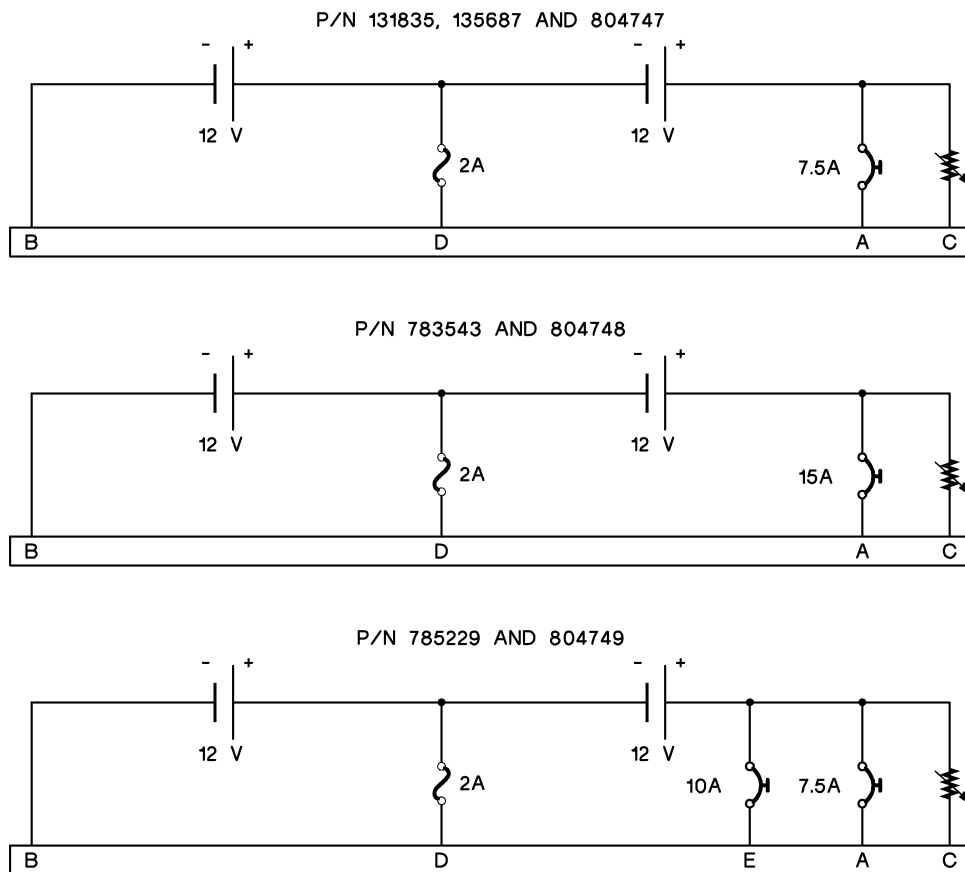 P/N 131835, 135687 AND 804747
- + - +
12 V 12 V
2A 7.5A
B D A C
P/N 783543 AND 804748
- + - +
12 V 12 V
2A 15A
B D A C
P/N 785229 AND 804749
- + - +
12 V 12 V
2A 10A 7.5A
B D E A C